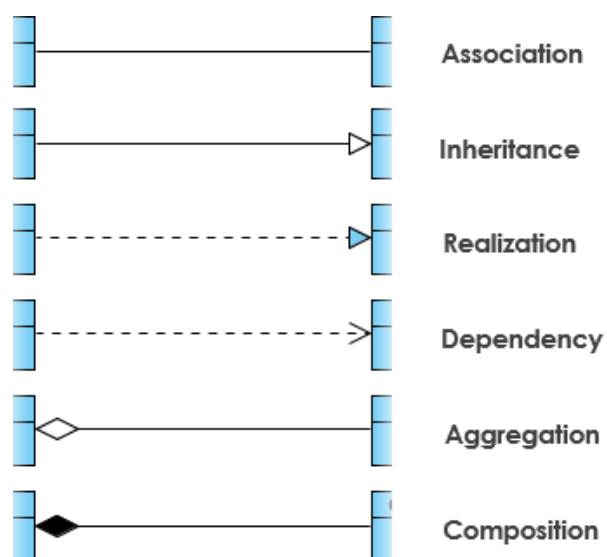 Association
Inheritance
Realization
Dependency
Aggregation
Composition